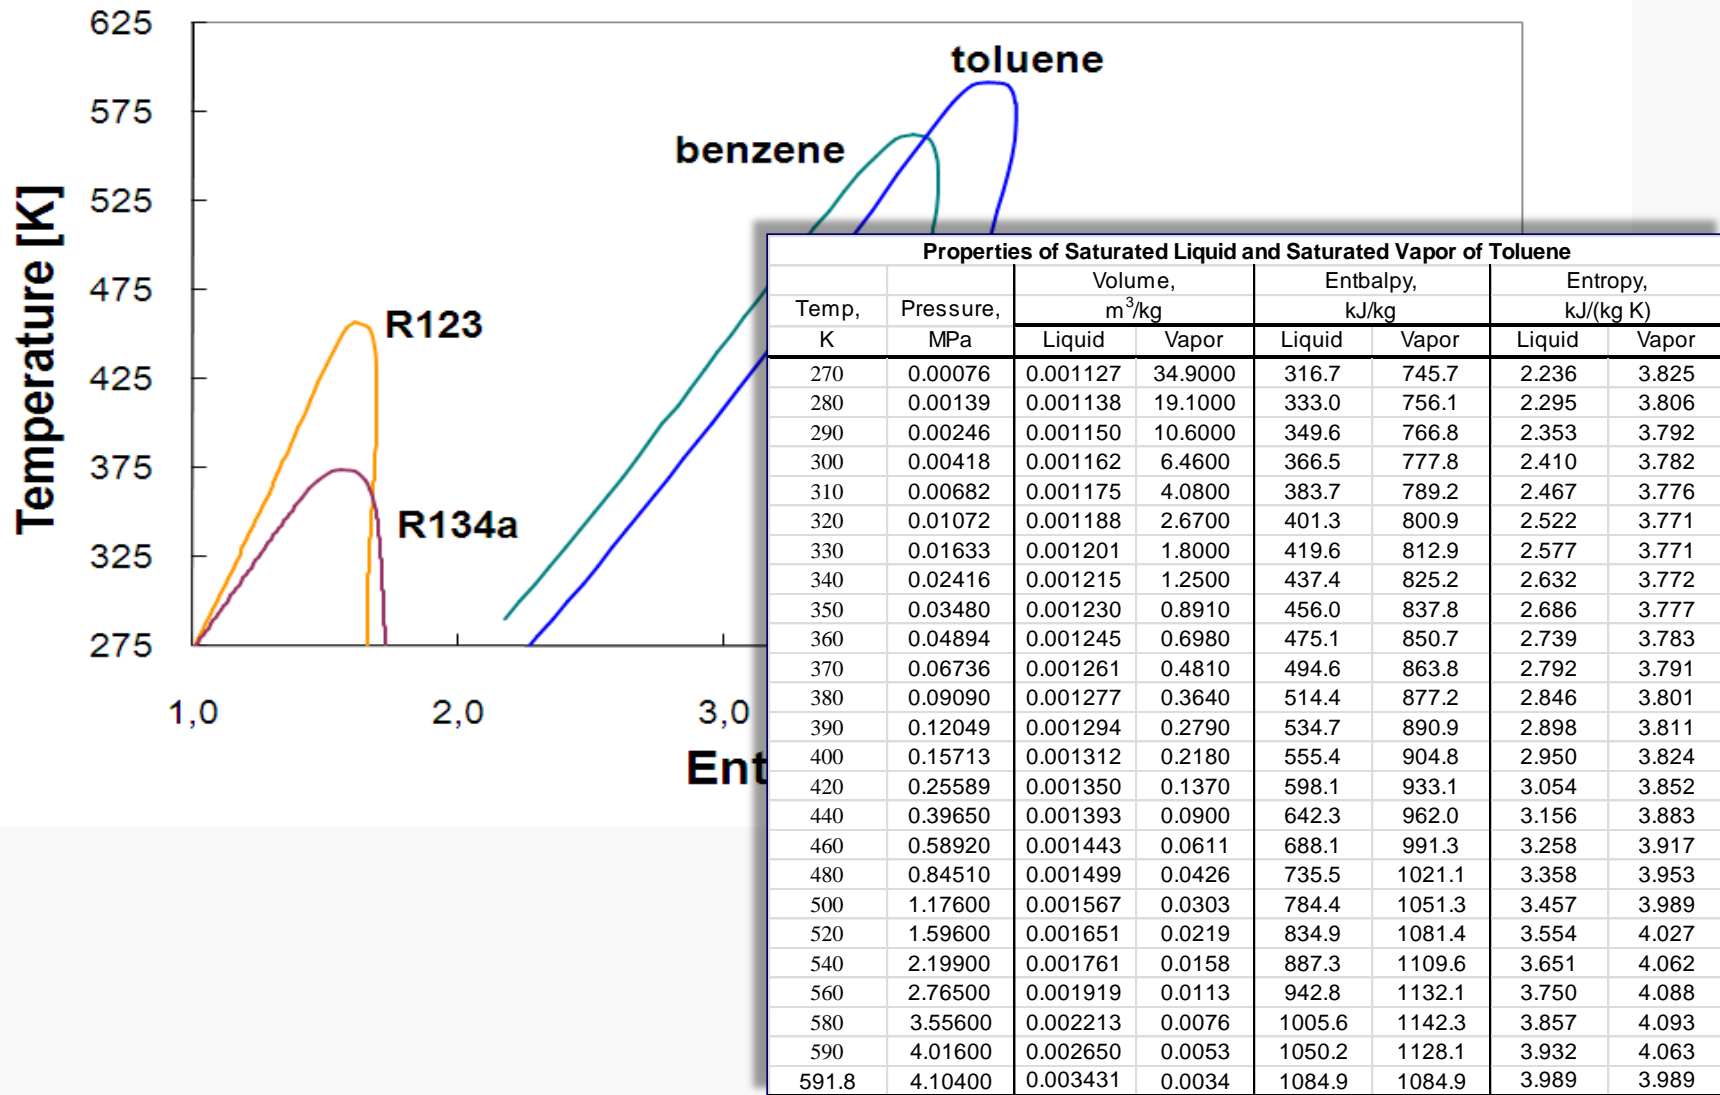 625
toluene
575
benzene
525
Temperature [K]
475
R123
425
375
R134a
325
275
1,0 2,0 3,0
Ent
Properties of Saturated Liquid and Saturated Vapor of Toluene
Volume, Entbalpy, Entropy,
Temp, Pressure, m3/kg kJ/kg kJ/(kg K)
K MPa Liquid Vapor Liquid Vapor Liquid Vapor
270 0.00076 0.001127 34.9000 316.7 745.7 2.236 3.825
280 0.00139 0.001138 19.1000 333.0 756.1 2.295 3.806
290 0.00246 0.001150 10.6000 349.6 766.8 2.353 3.792
300 0.00418 0.001162 6.4600 366.5 777.8 2.410 3.782
310 0.00682 0.001175 4.0800 383.7 789.2 2.467 3.776
320 0.01072 0.001188 2.6700 401.3 800.9 2.522 3.771
330 0.01633 0.001201 1.8000 419.6 812.9 2.577 3.771
340 0.02416 0.001215 1.2500 437.4 825.2 2.632 3.772
350 0.03480 0.001230 0.8910 456.0 837.8 2.686 3.777
360 0.04894 0.001245 0.6980 475.1 850.7 2.739 3.783
370 0.06736 0.001261 0.4810 494.6 863.8 2.792 3.791
380 0.09090 0.001277 0.3640 514.4 877.2 2.846 3.801
390 0.12049 0.001294 0.2790 534.7 890.9 2.898 3.811
400 0.15713 0.001312 0.2180 555.4 904.8 2.950 3.824
420 0.25589 0.001350 0.1370 598.1 933.1 3.054 3.852
440 0.39650 0.001393 0.0900 642.3 962.0 3.156 3.883
460 0.58920 0.001443 0.0611 688.1 991.3 3.258 3.917
480 0.84510 0.001499 0.0426 735.5 1021.1 3.358 3.953
500 1.17600 0.001567 0.0303 784.4 1051.3 3.457 3.989
520 1.59600 0.001651 0.0219 834.9 1081.4 3.554 4.027
540 2.19900 0.001761 0.0158 887.3 1109.6 3.651 4.062
560 2.76500 0.001919 0.0113 942.8 1132.1 3.750 4.088
580 3.55600 0.002213 0.0076 1005.6 1142.3 3.857 4.093
590 4.01600 0.002650 0.0053 1050.2 1128.1 3.932 4.063
591.8 4.10400 0.003431 0.0034 1084.9 1084.9 3.989 3.989